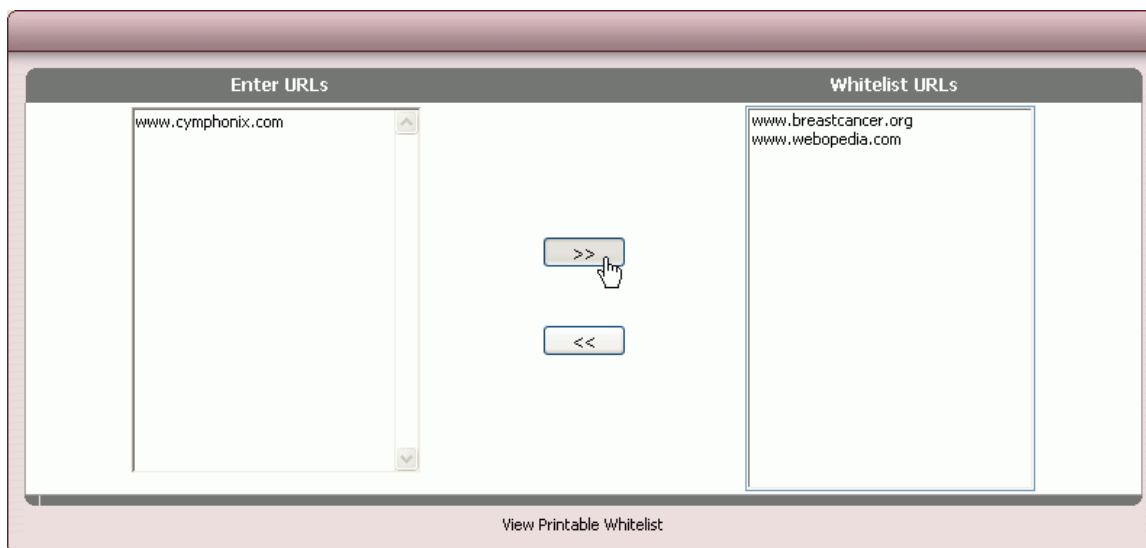 Enter URLs
Whitelist URLs
www.cymphonix.com
www.breastcancer.org
www.webopedia.com
>>
<<
View Printable Whitelist